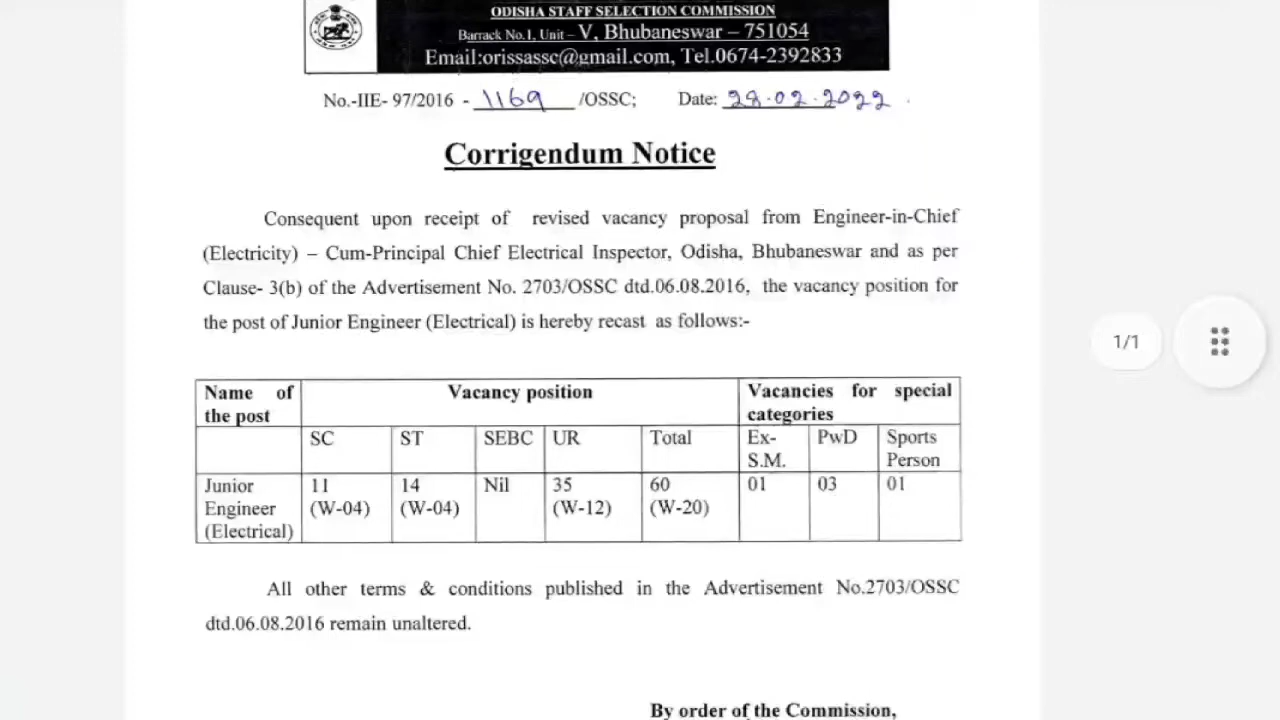 ODISHA STAFF SELECTION COMMISSION
Barrack No.1, Unit – V, Bhubaneswar – 751054
Email:orissassc@gmail.com, Tel.0674-2392833
No.-IIE- 97/2016 - 1169 /OSSC; Date: 28.02.2022
Corrigendum Notice
Consequent upon receipt of revised vacancy proposal from Engineer-in-Chief
(Electricity) – Cum-Principal Chief Electrical Inspector, Odisha, Bhubaneswar and as per
Clause- 3(b) of the Advertisement No. 2703/OSSC dtd.06.08.2016, the vacancy position for
the post of Junior Engineer (Electrical) is hereby recast as follows:-
Name of Vacancy position Vacancies for special
the post categories
SC ST SEBC UR Total Ex- PwD Sports
S.M. Person
Junior 11 14 Nil 35 60 01 03 01
Engineer (W-04) (W-04) (W-12) (W-20)
(Electrical)
All other terms & conditions published in the Advertisement No.2703/OSSC
dtd.06.08.2016 remain unaltered.
By order of the Commission,
1/1